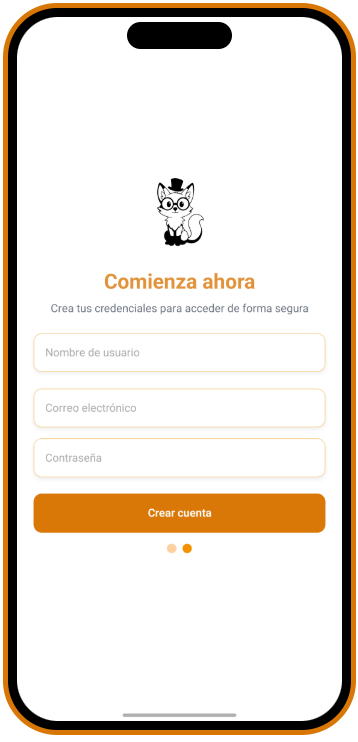 Comienza ahora
Crea tus credenciales para acceder de forma segura
Nombre de usuario
Correo electrónico
Contraseña
Crear cuenta